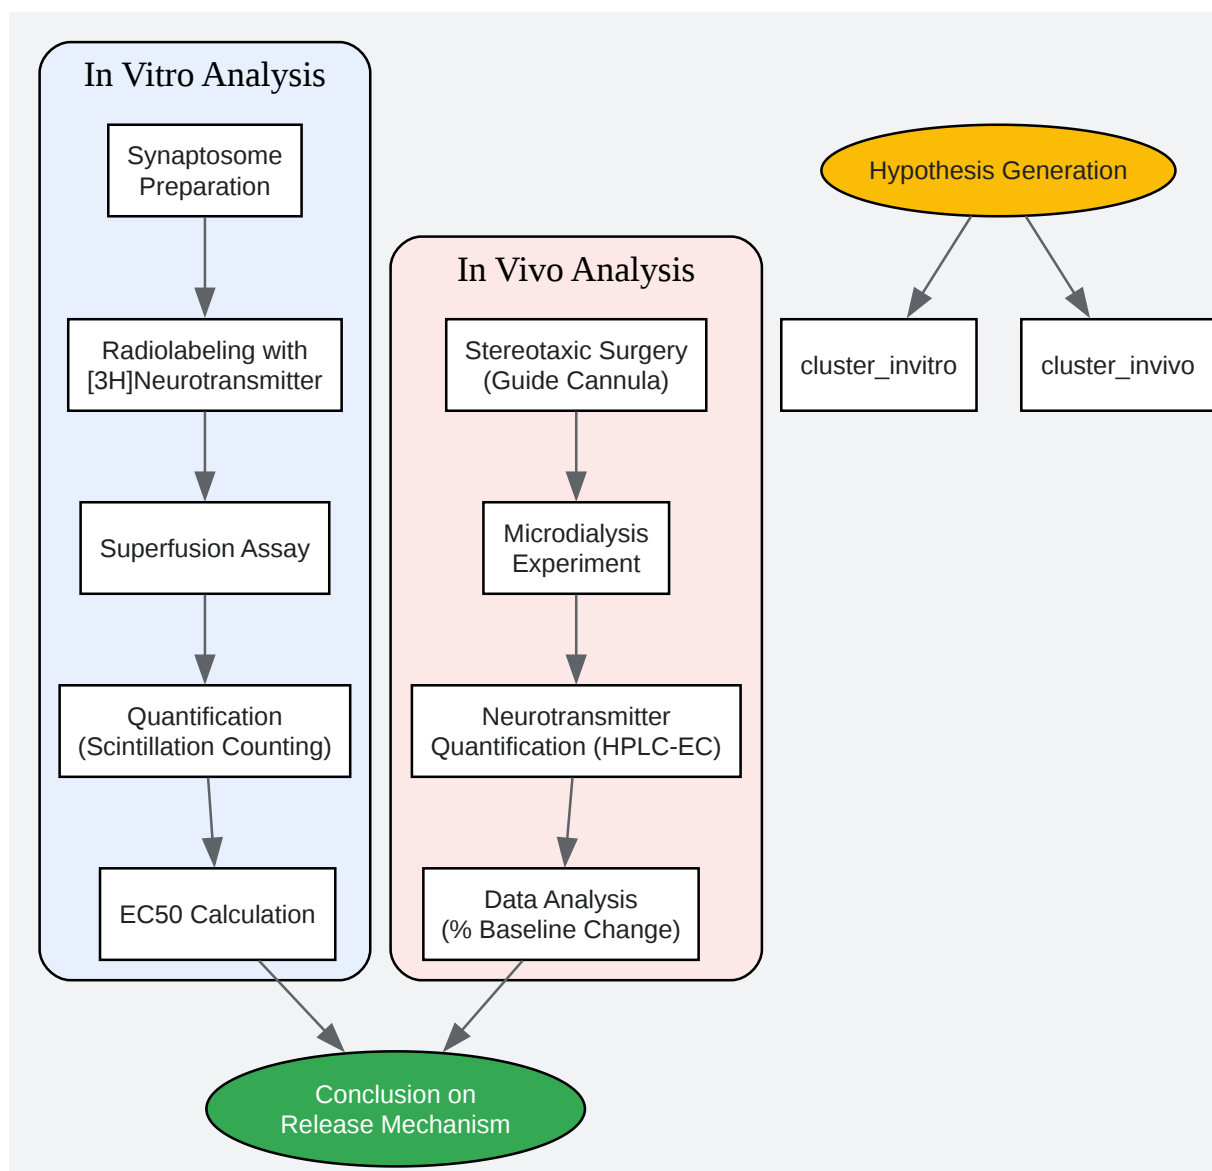 In Vitro Analysis
Synaptosome
Preparation
Radiolabeling with
[3H]Neurotransmitter
Superfusion Assay
Quantification
(Scintillation Counting)
EC50 Calculation
In Vivo Analysis
Stereotaxic Surgery
(Guide Cannula)
Microdialysis
Experiment
Neurotransmitter
Quantification (HPLC-EC)
Data Analysis
(% Baseline Change)
Hypothesis Generation
cluster_invitro
cluster_invivo
Conclusion on
Release Mechanism